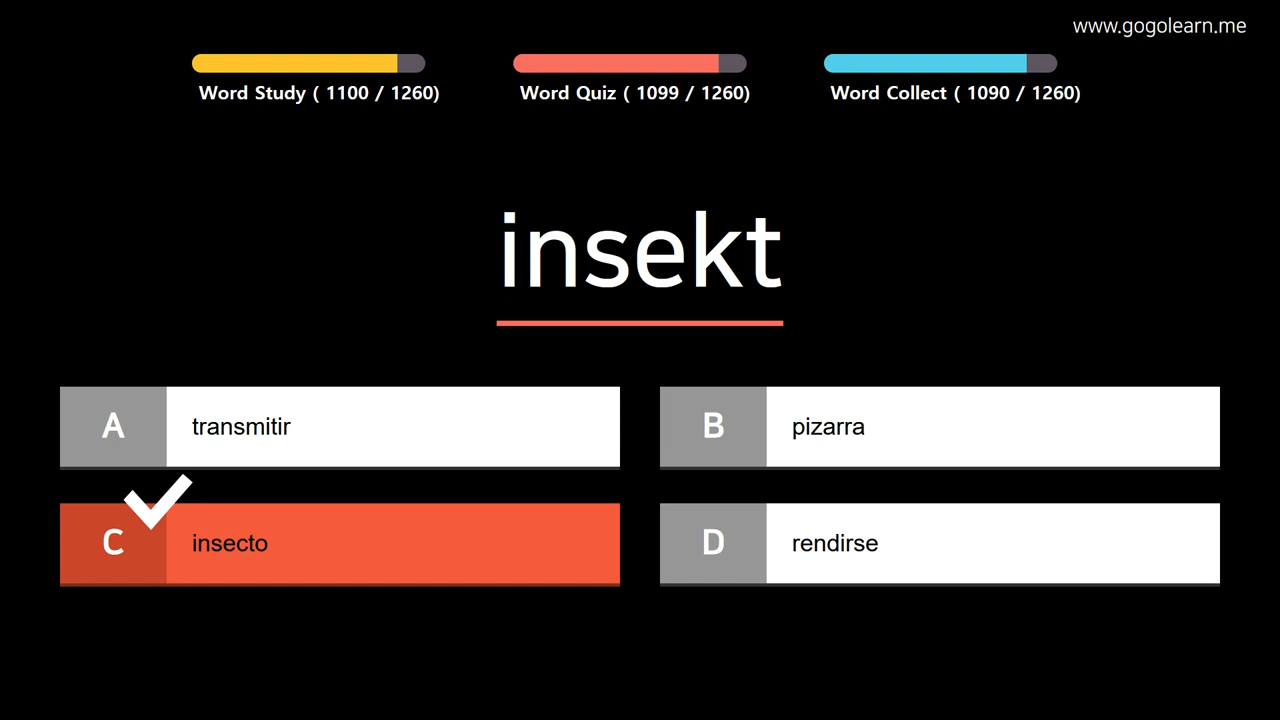 www.gogolearn.me
Word Study ( 1100 / 1260)
Word Quiz ( 1099 / 1260)
Word Collect ( 1090 / 1260)
insekt
A transmitir
B pizarra
C insecto
D rendirse